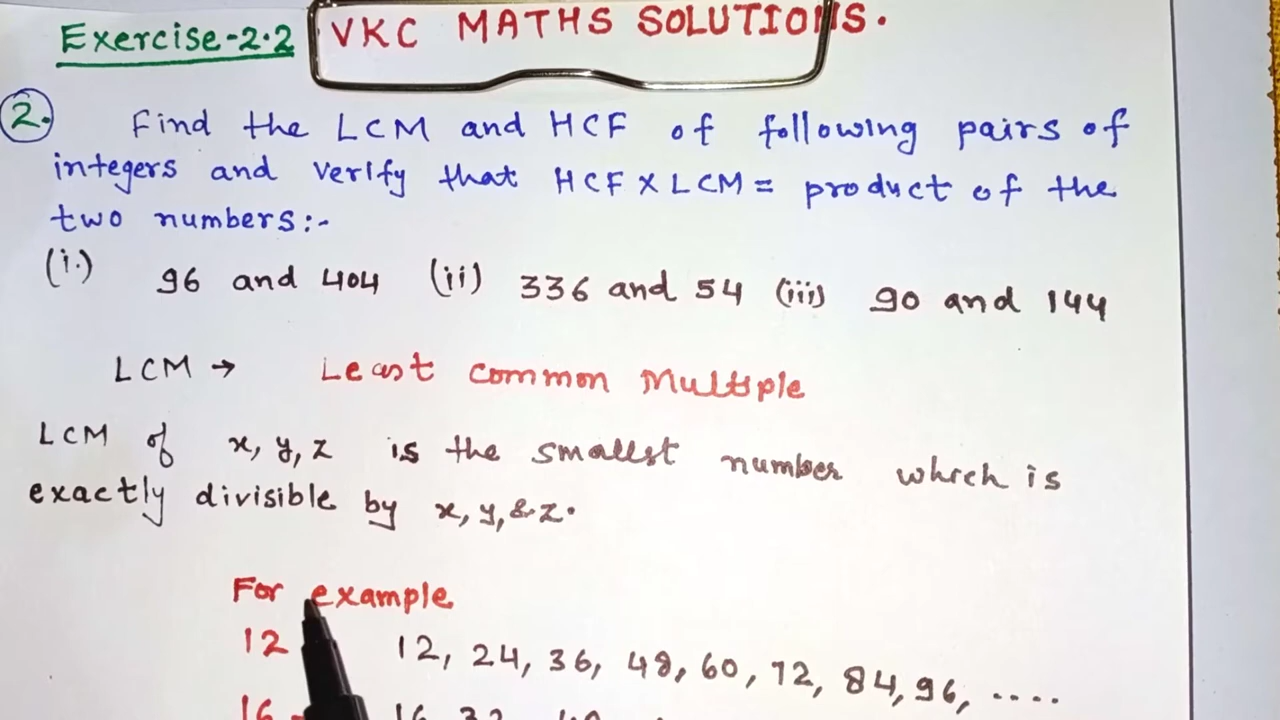 Exercise-2.2 VKC MATHS SOLUTIONS.
2. Find the LCM and HCF of following pairs of
integers and verify that HCF X LCM = product of the
two numbers:-
(i.) 96 and 404 (ii) 336 and 54 (iii) 90 and 144
LCM → Least common Multiple
LCM of x, y, z is the smallest number which is
exactly divisible by x, y, & z.
For example
12 12, 24, 36, 48, 60, 72, 84, 96, ....
16 16, 32